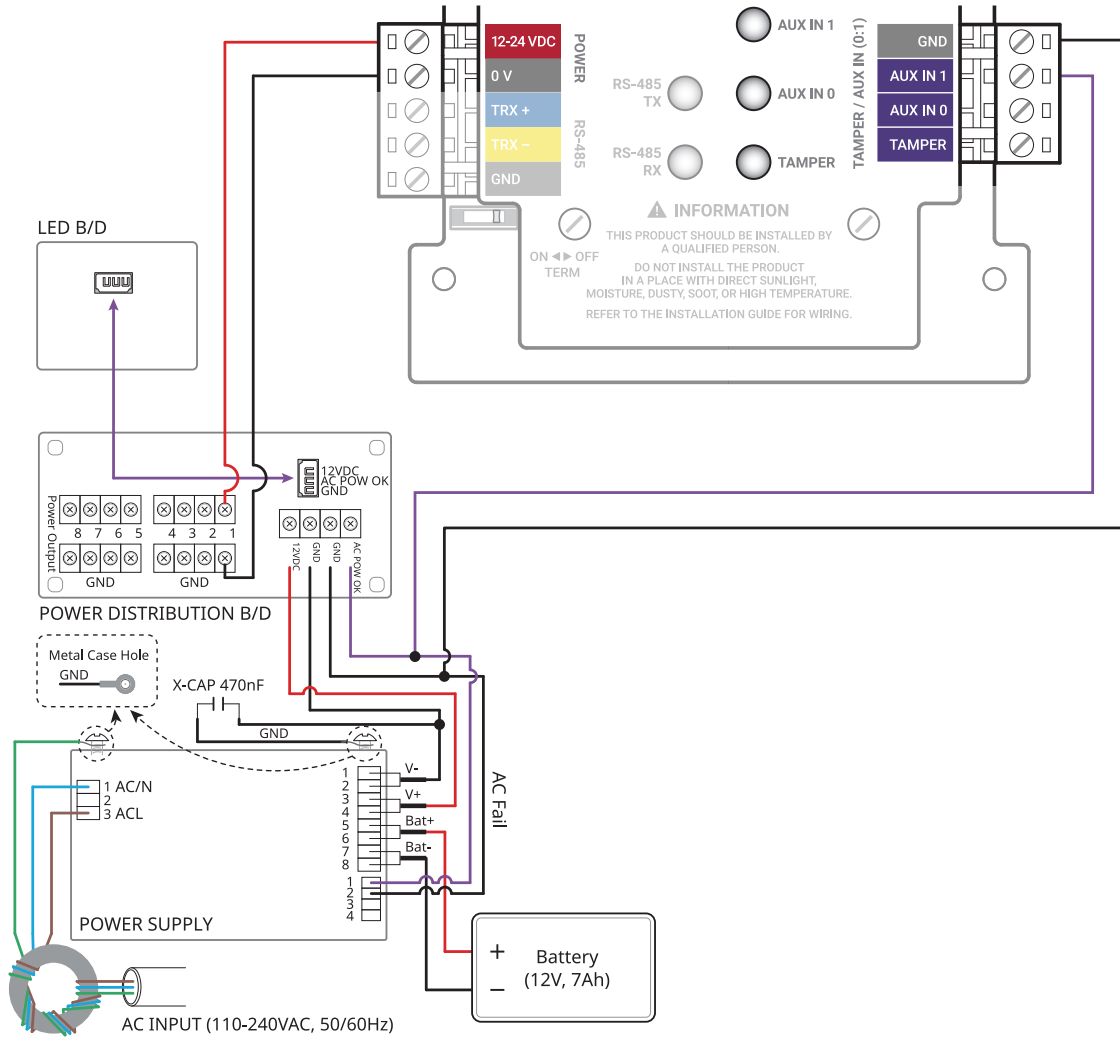 12-24 VDC
0 V
TRX +
TRX –
GND
POWER
RS-485
RS-485
TX
RS-485
RX
AUX IN 1
AUX IN 0
TAMPER
TAMPER / AUX IN (0:1)
GND
AUX IN 1
AUX IN 0
TAMPER
ON ◀▶ OFF
TERM
INFORMATION
THIS PRODUCT SHOULD BE INSTALLED BY
A QUALIFIED PERSON.
DO NOT INSTALL THE PRODUCT
IN A PLACE WITH DIRECT SUNLIGHT,
MOISTURE, DUSTY, SOOT, OR HIGH TEMPERATURE.
REFER TO THE INSTALLATION GUIDE FOR WIRING.
LED B/D
12VDC
AC POW OK
GND
Power Output
8 7 6 5
4 3 2 1
GND
GND
12VDC
GND
GND
AC POW OK
POWER DISTRIBUTION B/D
Metal Case Hole
GND
X-CAP 470nF
GND
1 AC/N
2
3 ACL
1
2
3
4
5
6
7
8
V-
V+
Bat+
Bat-
1
2
3
4
AC Fail
POWER SUPPLY
+
–
Battery
(12V, 7Ah)
AC INPUT (110-240VAC, 50/60Hz)